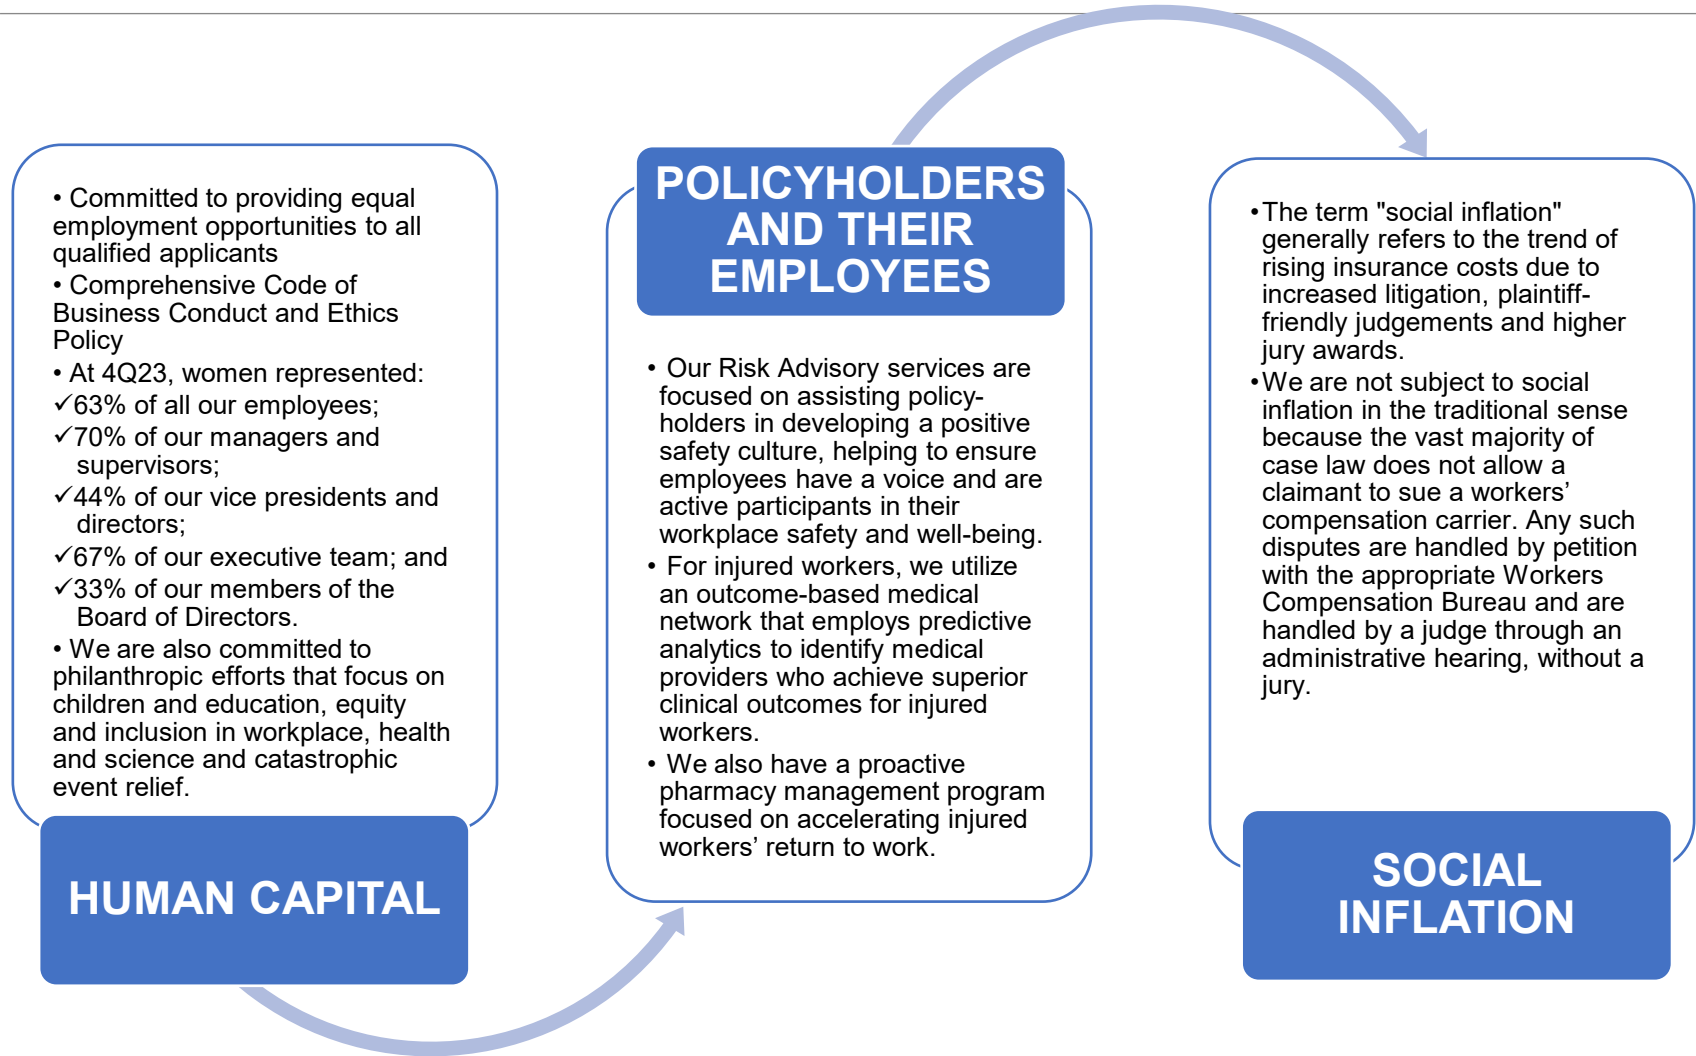 • Committed to providing equal
employment opportunities to all
qualified applicants
• Comprehensive Code of
Business Conduct and Ethics
Policy
• At 4Q23, women represented:
✓63% of all our employees;
✓70% of our managers and
supervisors;
✓44% of our vice presidents and
directors;
✓67% of our executive team; and
✓33% of our members of the
Board of Directors.
• We are also committed to
philanthropic efforts that focus on
children and education, equity
and inclusion in workplace, health
and science and catastrophic
event relief.
HUMAN CAPITAL
POLICYHOLDERS
AND THEIR
EMPLOYEES
• Our Risk Advisory services are
focused on assisting policy-
holders in developing a positive
safety culture, helping to ensure
employees have a voice and are
active participants in their
workplace safety and well-being.
• For injured workers, we utilize
an outcome-based medical
network that employs predictive
analytics to identify medical
providers who achieve superior
clinical outcomes for injured
workers.
• We also have a proactive
pharmacy management program
focused on accelerating injured
workers’ return to work.
•The term "social inflation"
generally refers to the trend of
rising insurance costs due to
increased litigation, plaintiff-
friendly judgements and higher
jury awards.
•We are not subject to social
inflation in the traditional sense
because the vast majority of
case law does not allow a
claimant to sue a workers’
compensation carrier. Any such
disputes are handled by petition
with the appropriate Workers
Compensation Bureau and are
handled by a judge through an
administrative hearing, without a
jury.
SOCIAL
INFLATION